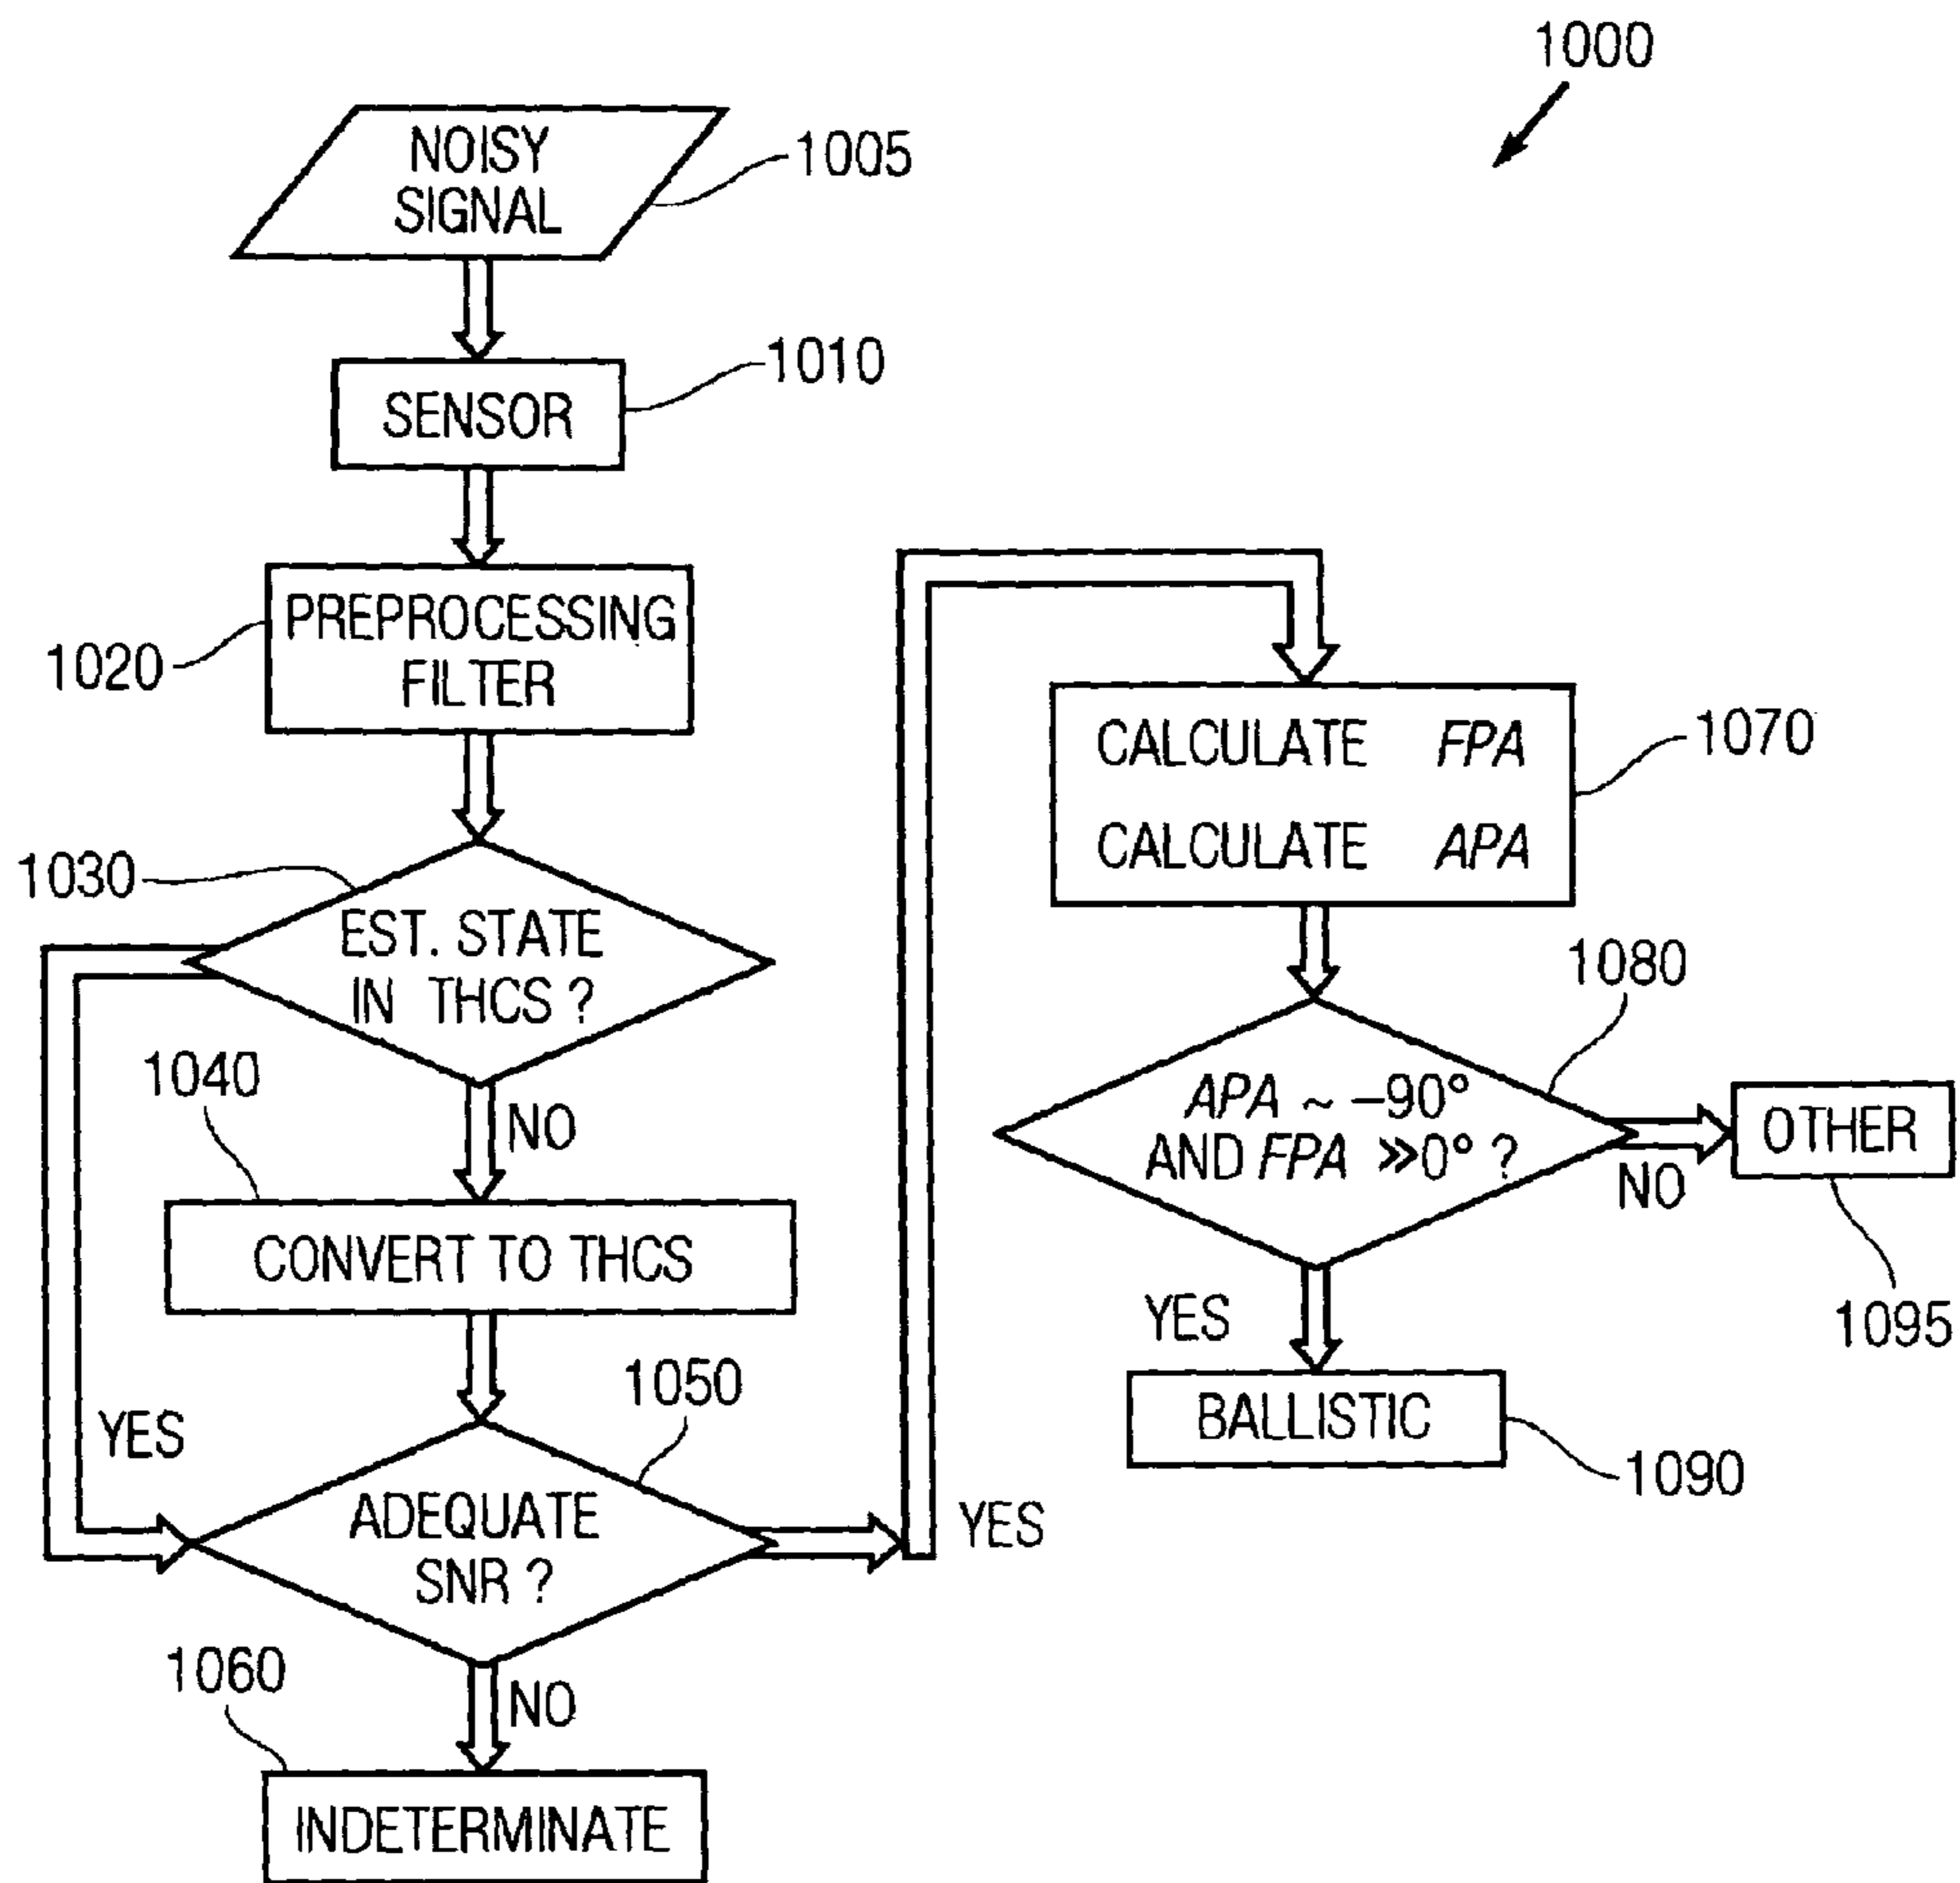 1000
NOISY
SIGNAL
1005
SENSOR
1010
PREPROCESSING
FILTER
1020
1030
EST. STATE
IN THCS ?
NO
YES
1040
CONVERT TO THCS
1050
ADEQUATE
SNR ?
YES
NO
1060
INDETERMINATE
CALCULATE FPA
CALCULATE APA
1070
1080
APA ~ –90°
AND FPA ≫0° ?
NO
OTHER
1095
YES
BALLISTIC
1090